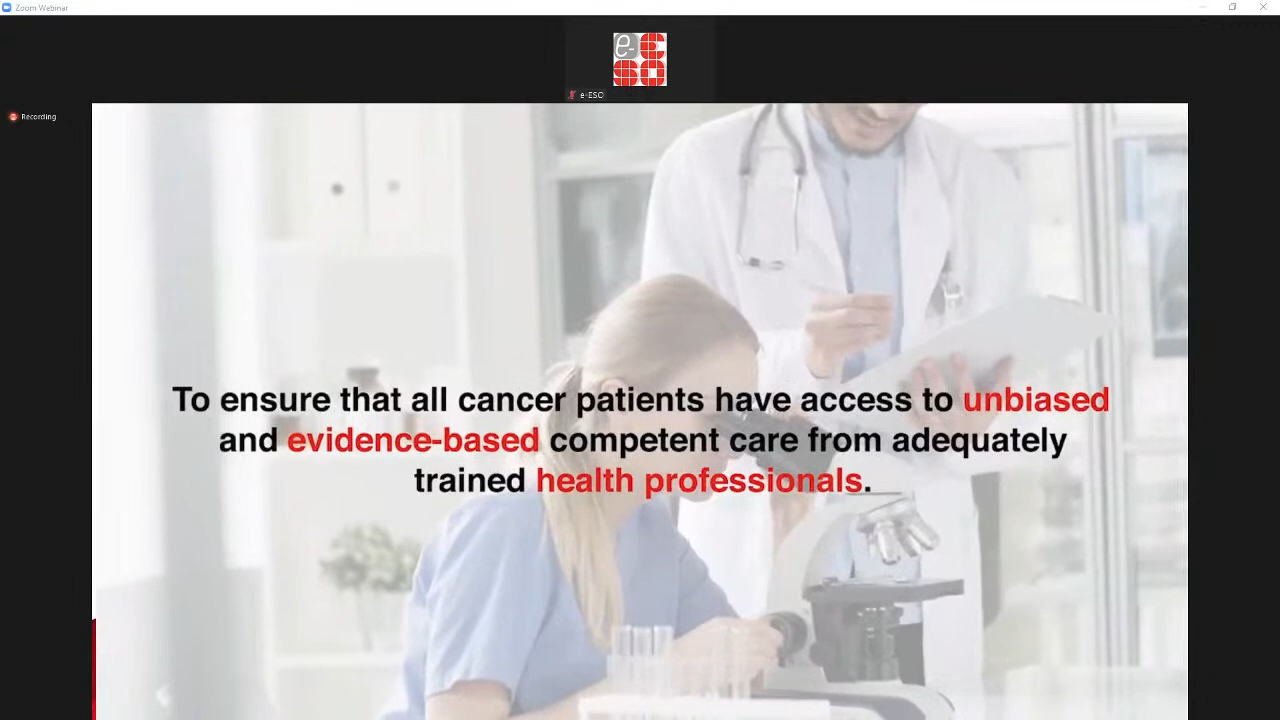 Zoom Webinar
e-
ESO
e-ESO
Recording
To ensure that all cancer patients have access to unbiased
and evidence-based competent care from adequately
trained health professionals.